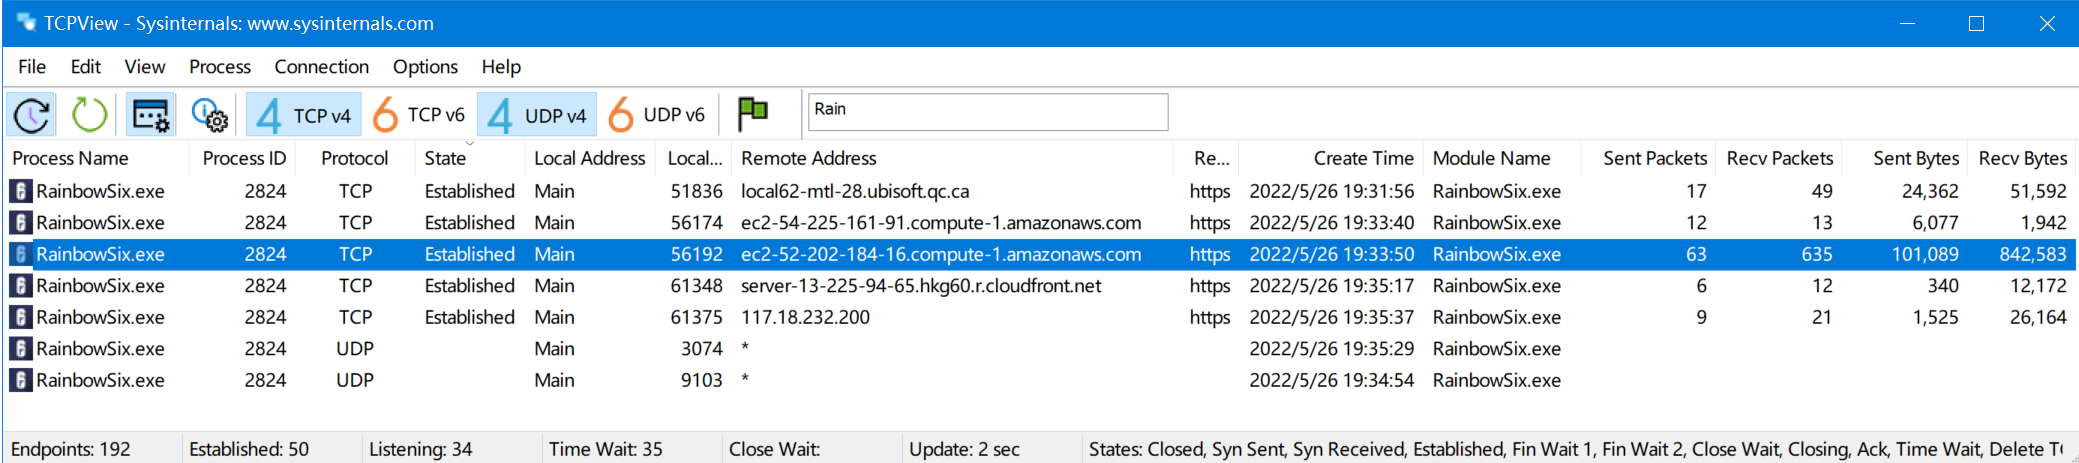 TCPView - Sysinternals: www.sysinternals.com
File Edit View Process Connection Options Help
4 TCP v4 6 TCP v6 4 UDP v4 6 UDP v6 Rain
Process Name Process ID Protocol State Local Address Local... Remote Address Re... Create Time Module Name Sent Packets Recv Packets Sent Bytes Recv Bytes
RainbowSix.exe 2824 TCP Established Main 51836 local62-mtl-28.ubisoft.qc.ca https 2022/5/26 19:31:56 RainbowSix.exe 17 49 24,362 51,592
RainbowSix.exe 2824 TCP Established Main 56174 ec2-54-225-161-91.compute-1.amazonaws.com https 2022/5/26 19:33:40 RainbowSix.exe 12 13 6,077 1,942
RainbowSix.exe 2824 TCP Established Main 56192 ec2-52-202-184-16.compute-1.amazonaws.com https 2022/5/26 19:33:50 RainbowSix.exe 63 635 101,089 842,583
RainbowSix.exe 2824 TCP Established Main 61348 server-13-225-94-65.hkg60.r.cloudfront.net https 2022/5/26 19:35:17 RainbowSix.exe 6 12 340 12,172
RainbowSix.exe 2824 TCP Established Main 61375 117.18.232.200 https 2022/5/26 19:35:37 RainbowSix.exe 9 21 1,525 26,164
RainbowSix.exe 2824 UDP Main 3074 * 2022/5/26 19:35:29 RainbowSix.exe
RainbowSix.exe 2824 UDP Main 9103 * 2022/5/26 19:34:54 RainbowSix.exe
Endpoints: 192 Established: 50 Listening: 34 Time Wait: 35 Close Wait: Update: 2 sec States: Closed, Syn Sent, Syn Received, Established, Fin Wait 1, Fin Wait 2, Close Wait, Closing, Ack, Time Wait, Delete